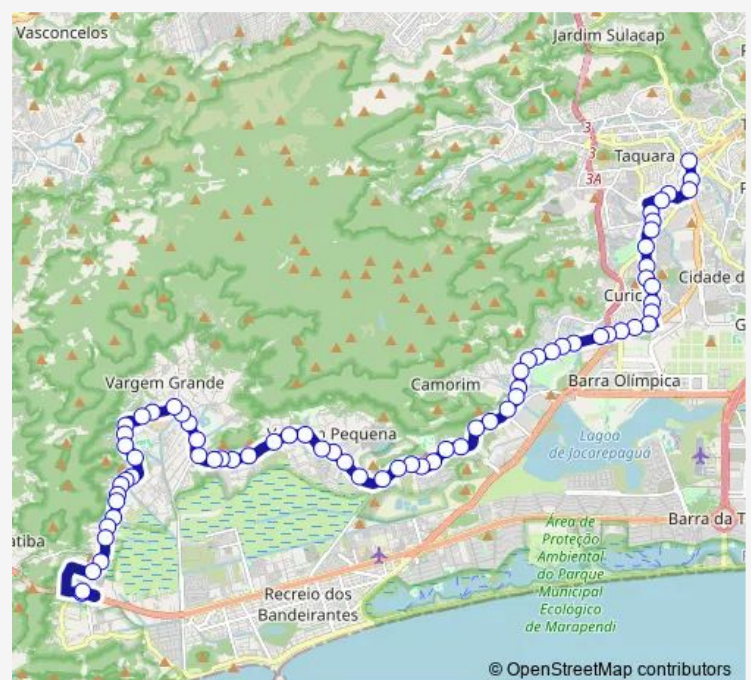 Vasconcelos
Jardim Sulacap
3
Taquara
3
3A
Cidade d
Curic
Vargem Grande
Camorim
Barra Olímpica
Pequena
Lagoa
de Jacarepaguá
Barra da T
Área de
Proteção
Ambiental
do Parque
Municipal
Ecológico
de Marapendi
atiba
Recreio dos
Bandeirantes
© OpenStreetMap contributors